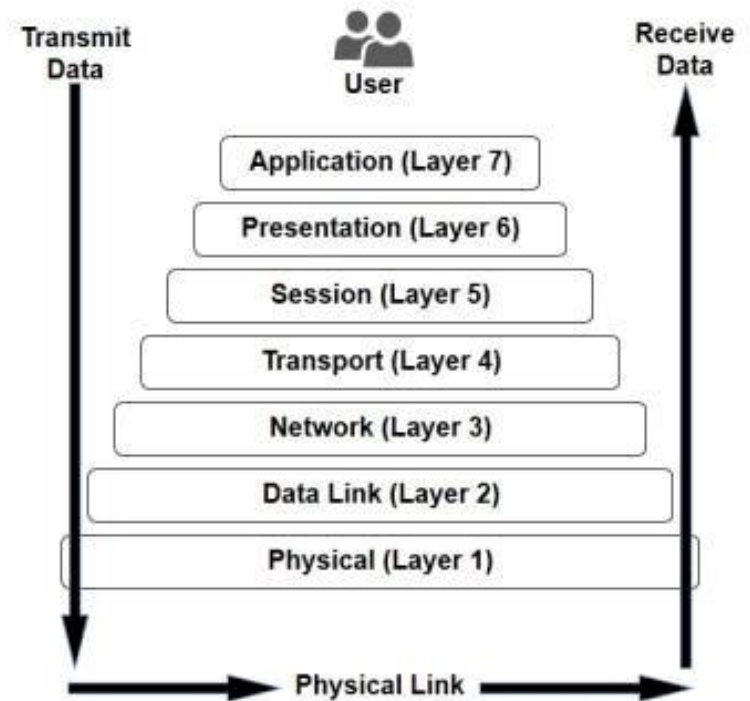 Transmit
Data
User
Receive
Data
Application (Layer 7)
Presentation (Layer 6)
Session (Layer 5)
Transport (Layer 4)
Network (Layer 3)
Data Link (Layer 2)
Physical (Layer 1)
Physical Link